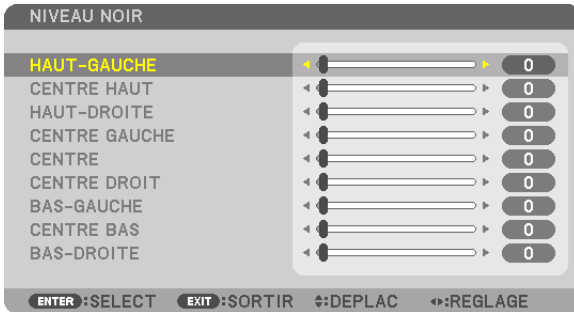 NIVEAU NOIR
HAUT-GAUCHE 0
CENTRE HAUT 0
HAUT-DROITE 0
CENTRE GAUCHE 0
CENTRE 0
CENTRE DROIT 0
BAS-GAUCHE 0
CENTRE BAS 0
BAS-DROITE 0
ENTER:SELECT EXIT:SORTIR :DEPLAC :REGLAGE